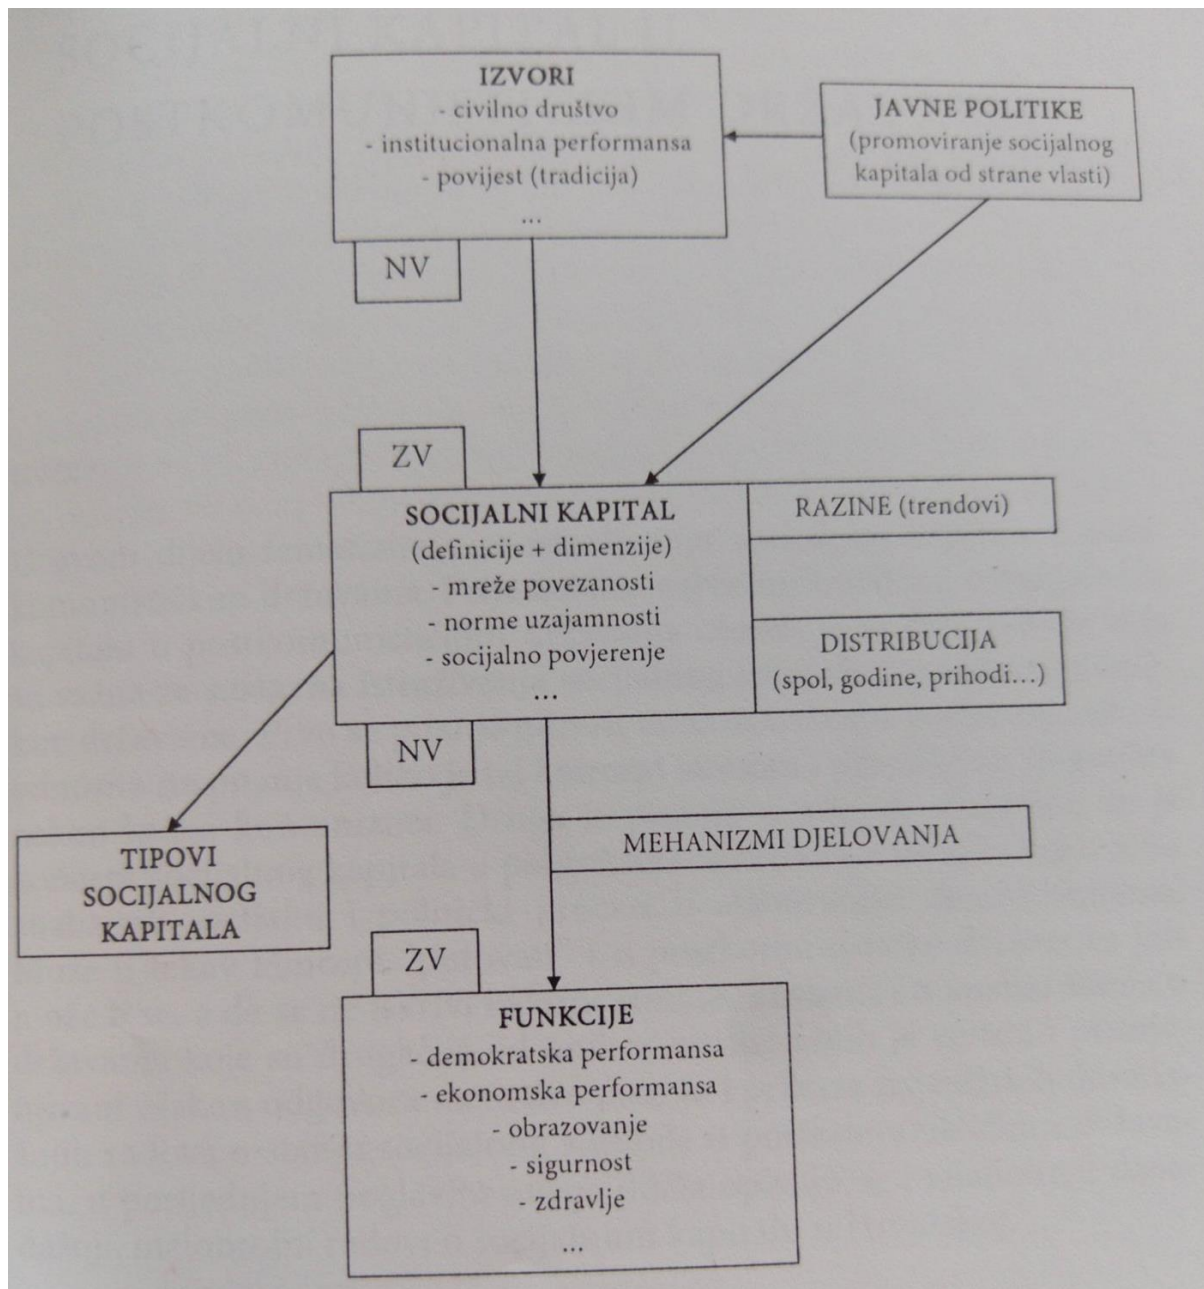 IZVORI
- civilno društvo
- institucionalna performansa
- povijest (tradicija)
...
JAVNE POLITIKE
(promoviranje socijalnog
kapitala od strane vlasti)
NV
ZV
SOCIJALNI KAPITAL
(definicije + dimenzije)
- mreže povezanosti
- norme uzajamnosti
- socijalno povjerenje
...
RAZINE (trendovi)
DISTRIBUCIJA
(spol, godine, prihodi...)
NV
MEHANIZMI DJELOVANJA
TIPOVI
SOCIJALNOG
KAPITALA
ZV
FUNKCIJE
- demokratska performansa
- ekonomska performansa
- obrazovanje
- sigurnost
- zdravlje
...